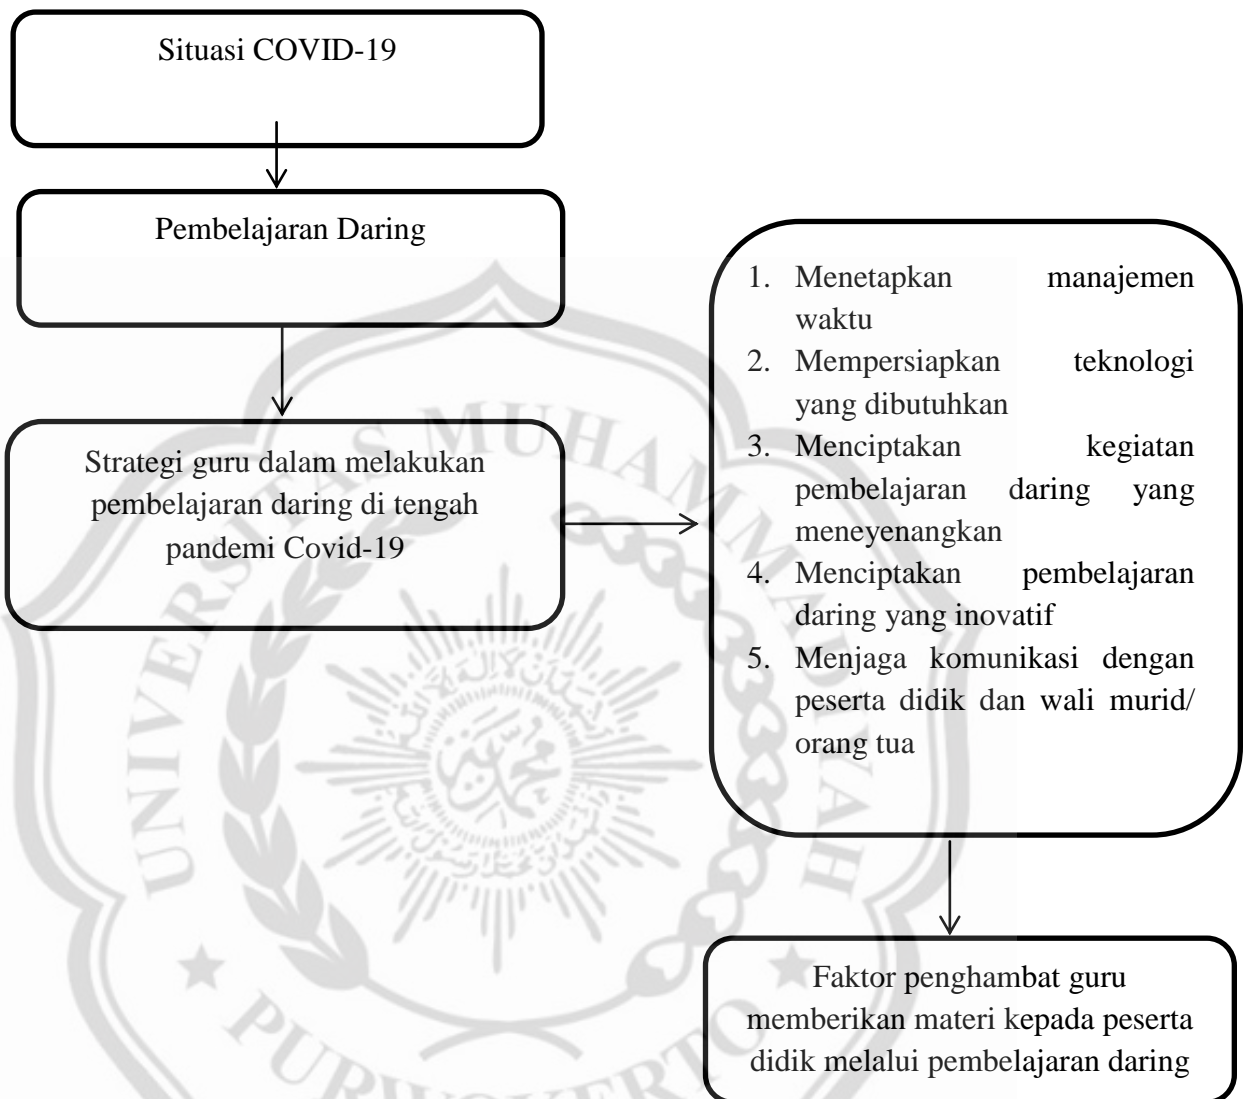 Situasi COVID-19
Pembelajaran Daring
Strategi guru dalam melakukan
pembelajaran daring di tengah
pandemi Covid-19
1. Menetapkan manajemen
waktu
2. Mempersiapkan teknologi
yang dibutuhkan
3. Menciptakan kegiatan
pembelajaran daring yang
meneyenangkan
4. Menciptakan pembelajaran
daring yang inovatif
5. Menjaga komunikasi dengan
peserta didik dan wali murid/
orang tua
Faktor penghambat guru
memberikan materi kepada peserta
didik melalui pembelajaran daring
UNIVERSITAS MUHAMMADIYAH
PURWOKERTO